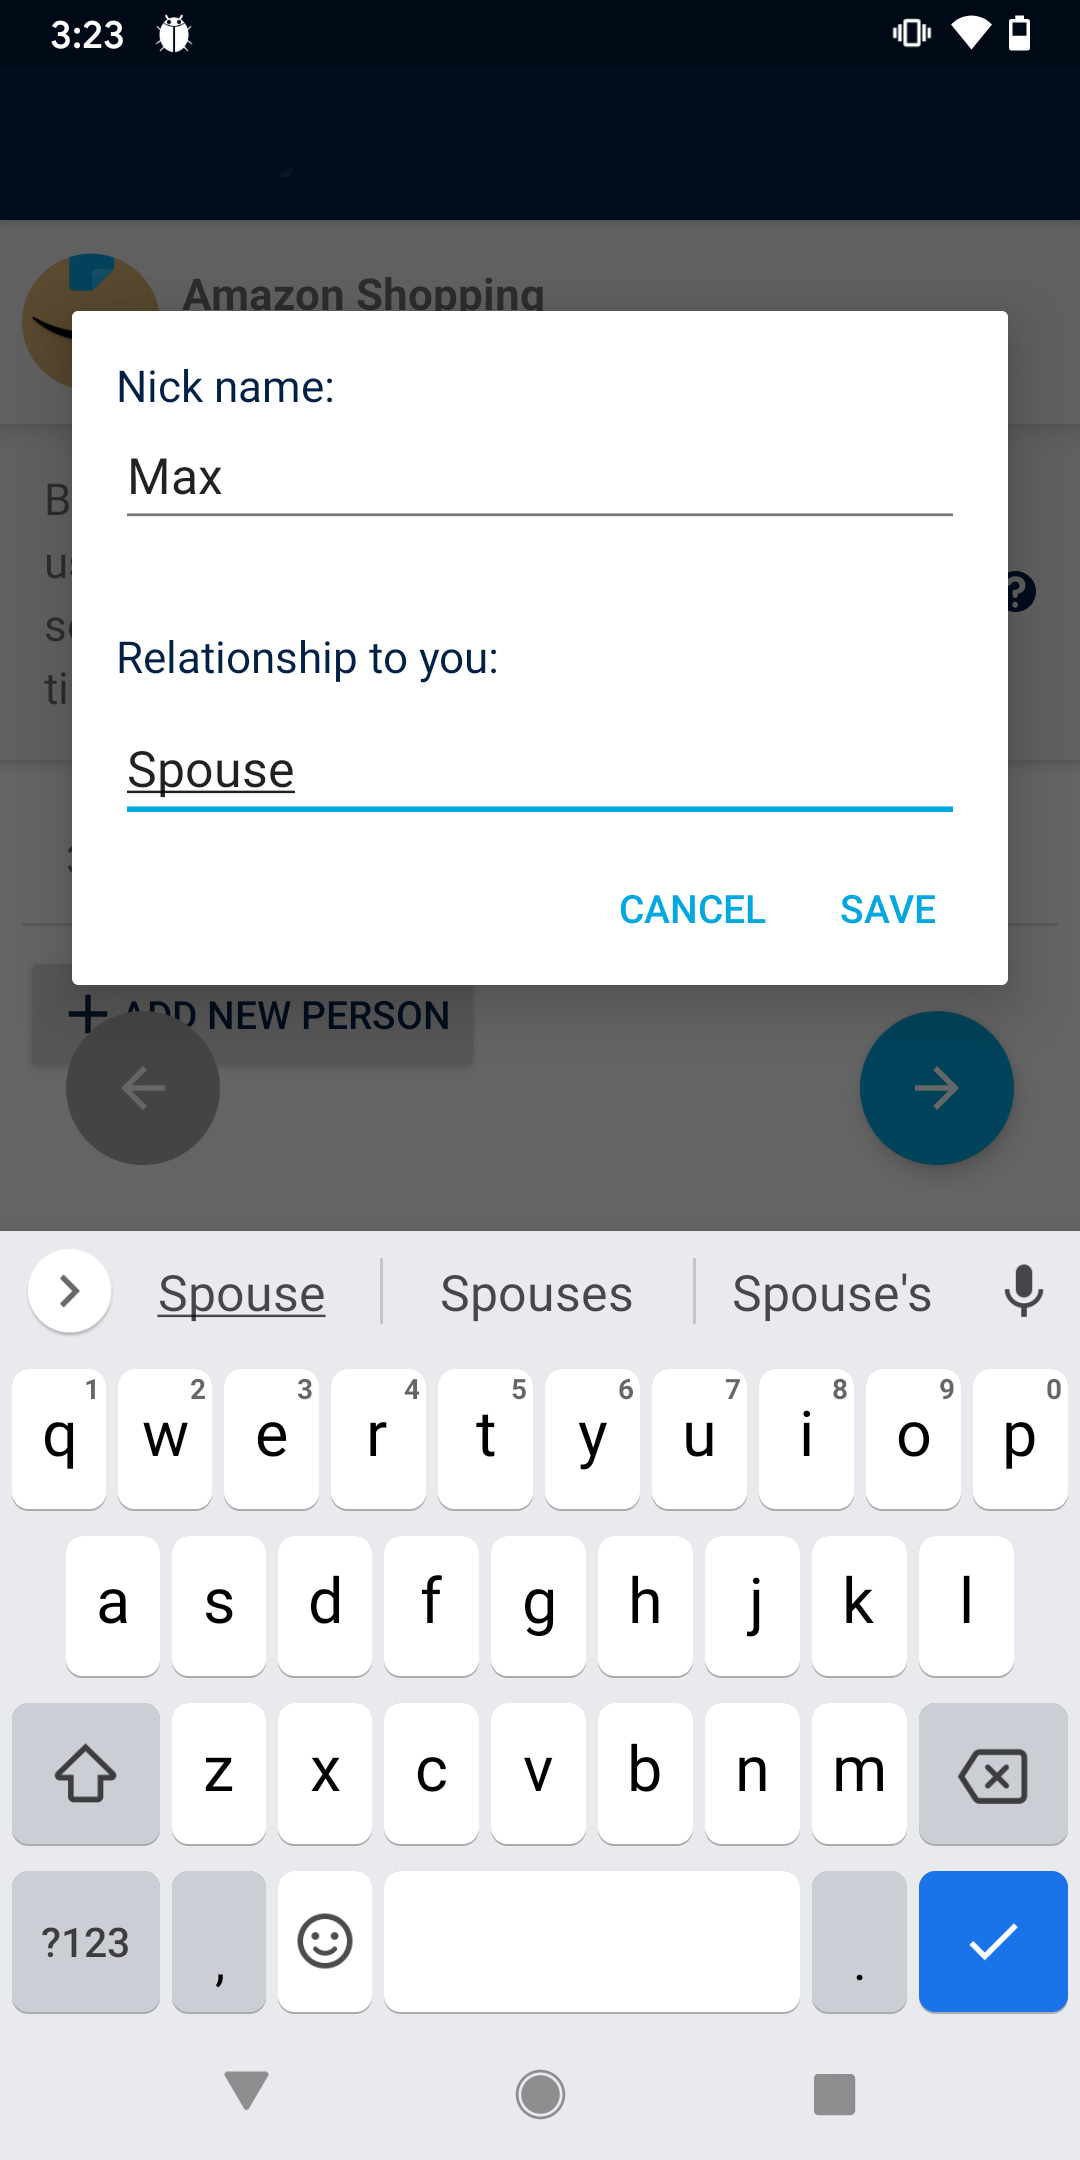 3:23
Amazon Shopping
Nick name:
Max
Relationship to you:
Spouse
CANCEL SAVE
ADD NEW PERSON
Spouse Spouses Spouse's
1 2 3 4 5 6 7 8 9 0
q w e r t y u i o p
a s d f g h j k l
z x c v b n m
?123 , .